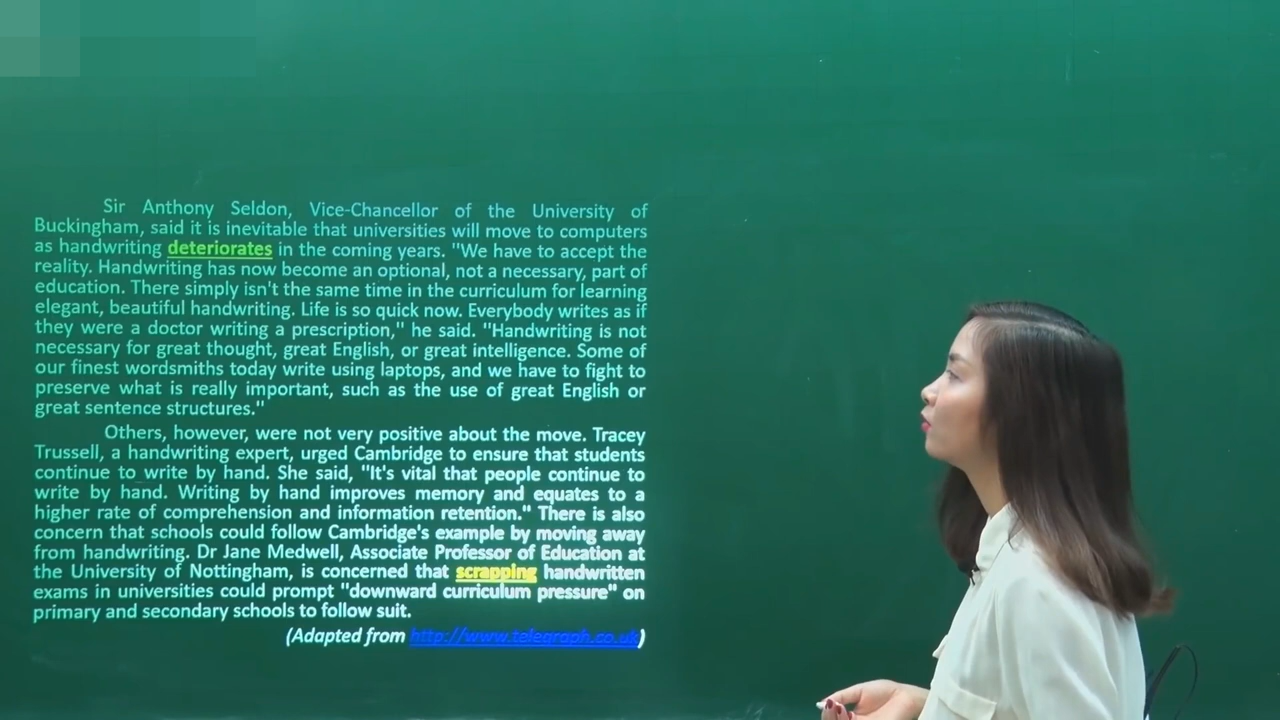 Sir Anthony Seldon, Vice-Chancellor of the University of
Buckingham, said it is inevitable that universities will move to computers
as handwriting deteriorates in the coming years. "We have to accept the
reality. Handwriting has now become an optional, not a necessary, part of
education. There simply isn't the same time in the curriculum for learning
elegant, beautiful handwriting. Life is so quick now. Everybody writes as if
they were a doctor writing a prescription," he said. "Handwriting is not
necessary for great thought, great English, or great intelligence. Some of
our finest wordsmiths today write using laptops, and we have to fight to
preserve what is really important, such as the use of great English or
great sentence structures."
Others, however, were not very positive about the move. Tracey
Trussell, a handwriting expert, urged Cambridge to ensure that students
continue to write by hand. She said, "It's vital that people continue to
write by hand. Writing by hand improves memory and equates to a
higher rate of comprehension and information retention." There is also
concern that schools could follow Cambridge's example by moving away
from handwriting. Dr Jane Medwell, Associate Professor of Education at
the University of Nottingham, is concerned that scrapping handwritten
exams in universities could prompt "downward curriculum pressure" on
primary and secondary schools to follow suit.
(Adapted from http://www.telegraph.co.uk)